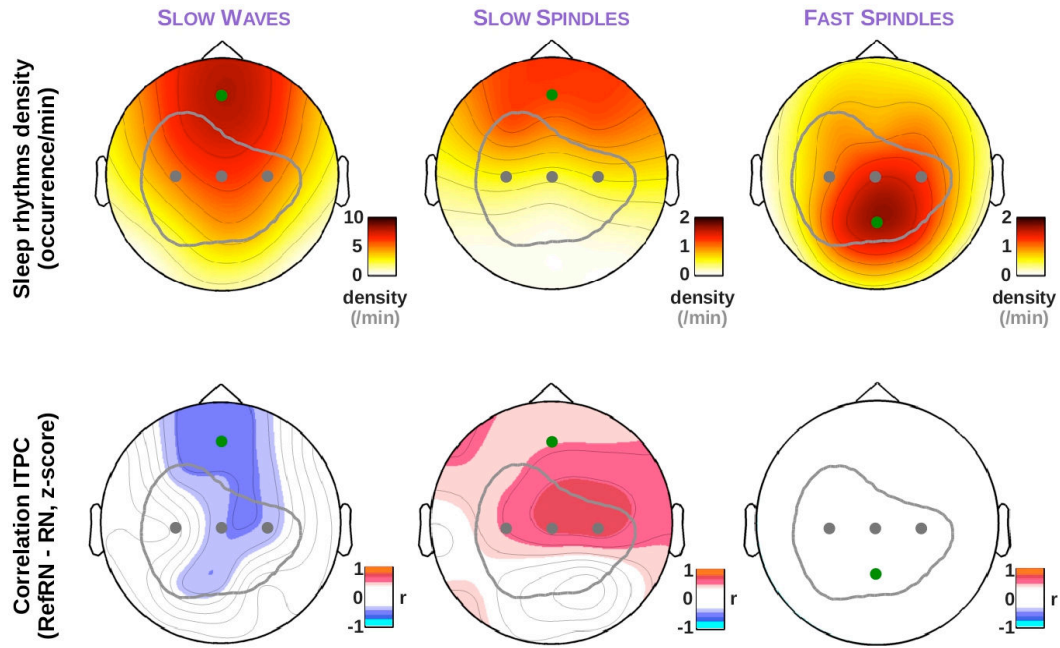 SLOW WAVES
SLOW SPINDLES
FAST SPINDLES
Sleep rhythms density
(occurrence/min)
10
5
0
density
(/min)
2
1
0
density
(/min)
2
1
0
density
(/min)
Correlation ITPC
(RefRN - RN, z-score)
1
0
-1
r
1
0
-1
r
1
0
-1
r